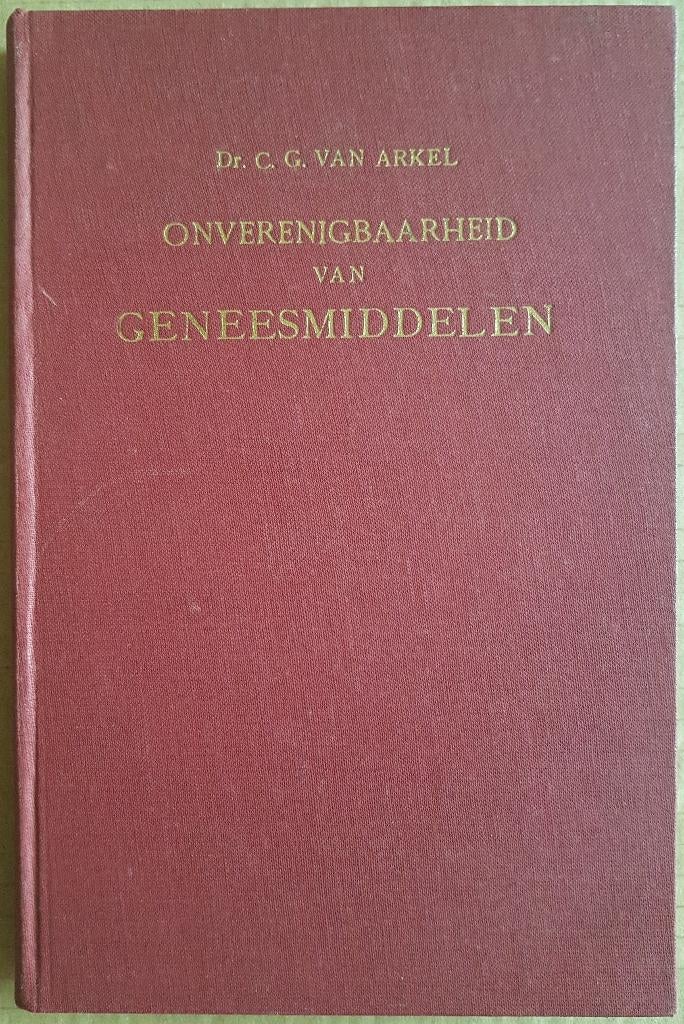 Dr. C. G. VAN ARKEL
ONVERENIGBAARHEID
VAN
GENEESMIDDELEN